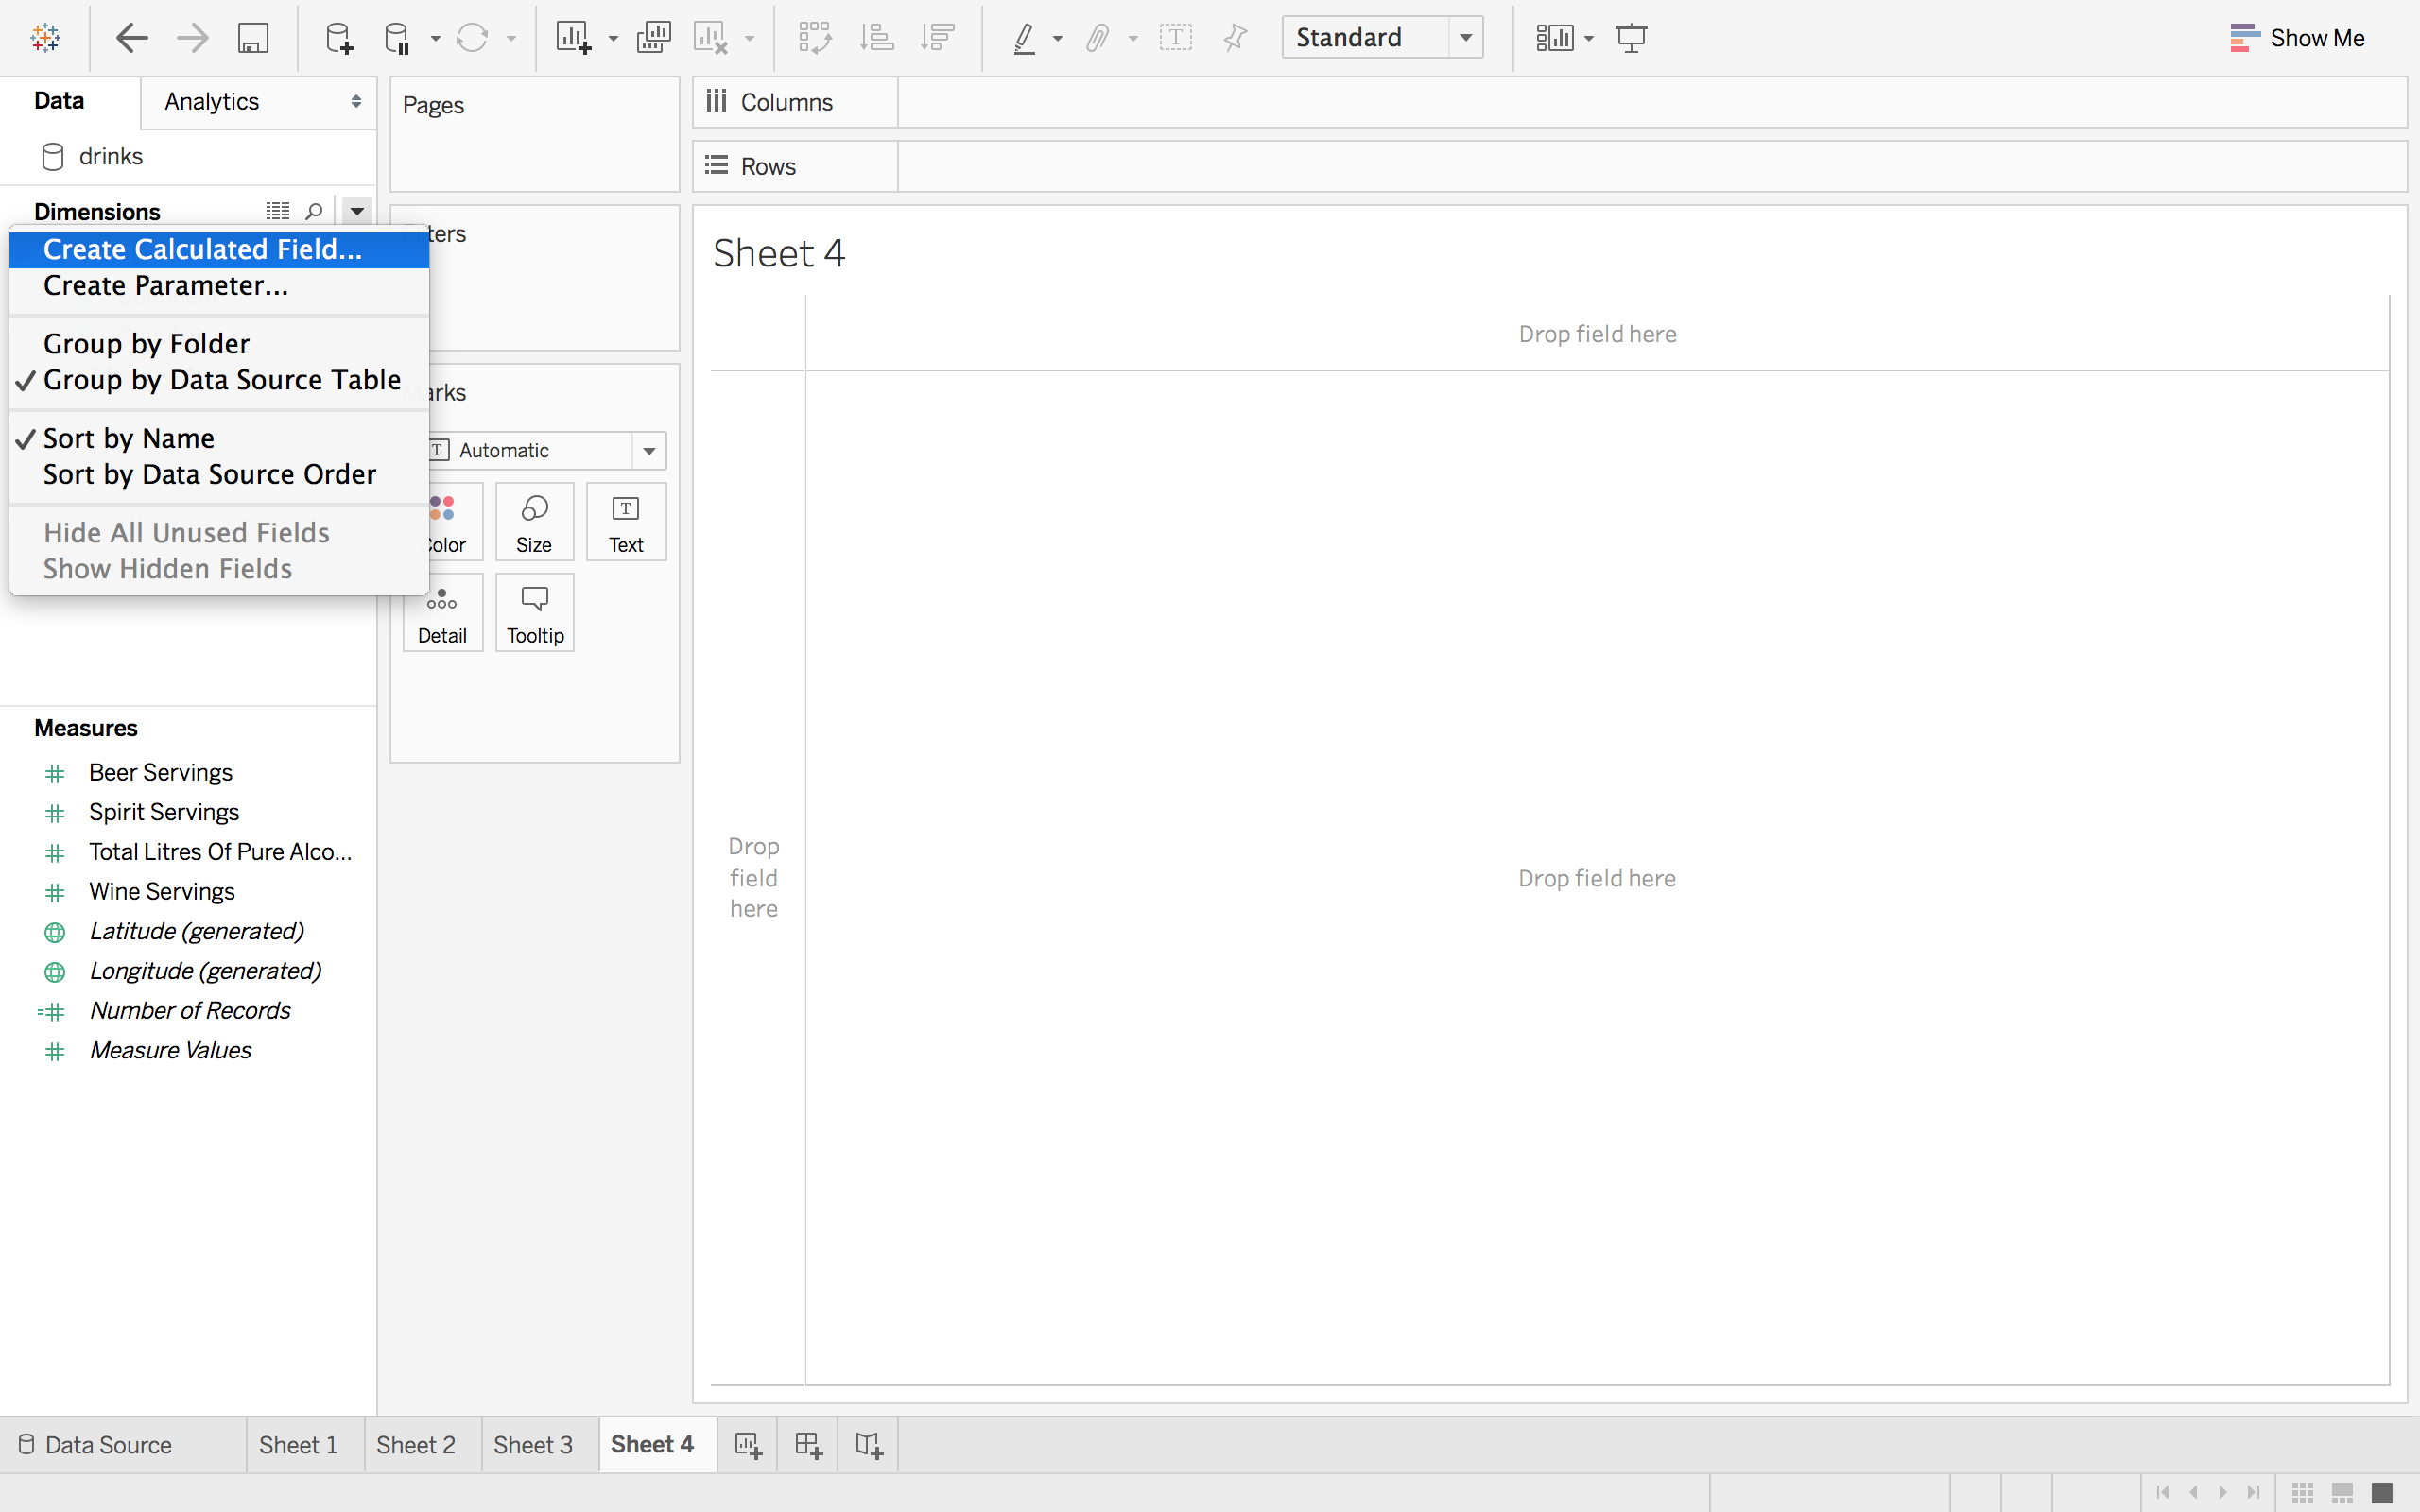 Standard
Show Me
Data
Analytics
drinks
Dimensions
Create Calculated Field...
Create Parameter...
Group by Folder
Group by Data Source Table
Sort by Name
Sort by Data Source Order
Hide All Unused Fields
Show Hidden Fields
Measures
Beer Servings
Spirit Servings
Total Litres Of Pure Alco...
Wine Servings
Latitude (generated)
Longitude (generated)
Number of Records
Measure Values
Pages
ters
arks
T Automatic
olor
Size
T
Text
Detail
Tooltip
Columns
Rows
Sheet 4
Drop field here
Drop
field
here
Drop field here
Data Source
Sheet 1
Sheet 2
Sheet 3
Sheet 4